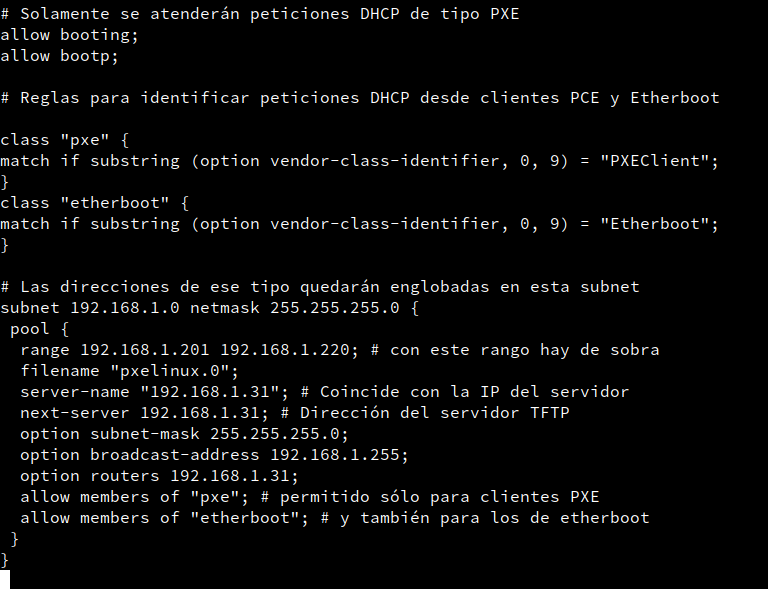 # Solamente se atenderán peticiones DHCP de tipo PXE
allow booting;
allow bootp;
# Reglas para identificar peticiones DHCP desde clientes PCE y Etherboot
class "pxe" {
match if substring (option vendor-class-identifier, 0, 9) = "PXEClient";
}
class "etherboot" {
match if substring (option vendor-class-identifier, 0, 9) = "Etherboot";
}
# Las direcciones de ese tipo quedarán englobadas en esta subnet
subnet 192.168.1.0 netmask 255.255.255.0 {
pool {
range 192.168.1.201 192.168.1.220; # con este rango hay de sobra
filename "pxelinux.0";
server-name "192.168.1.31"; # Coincide con la IP del servidor
next-server 192.168.1.31; # Dirección del servidor TFTP
option subnet-mask 255.255.255.0;
option broadcast-address 192.168.1.255;
option routers 192.168.1.31;
allow members of "pxe"; # permitido sólo para clientes PXE
allow members of "etherboot"; # y también para los de etherboot
}
}